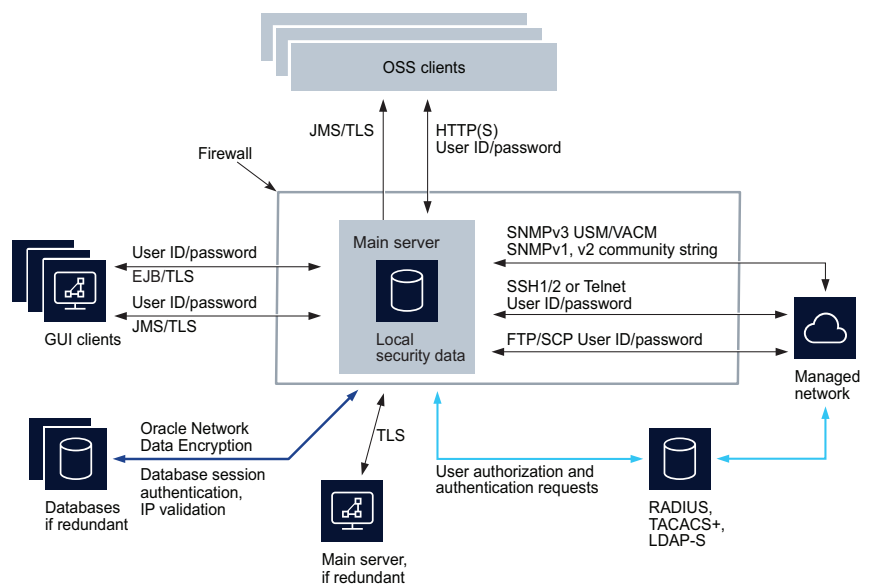 OSS clients
JMS/TLS
HTTP(S)
User ID/password
Firewall
Main server
Local
security data
User ID/password
EJB/TLS
User ID/password
JMS/TLS
GUI clients
SNMPv3 USM/VACM
SNMPv1, v2 community string
SSH1/2 or Telnet
User ID/password
FTP/SCP User ID/password
Managed
network
Oracle Network
Data Encryption
Database session
authentication,
IP validation
Databases
if redundant
TLS
Main server,
if redundant
User authorization and
authentication requests
RADIUS,
TACACS+,
LDAP-S